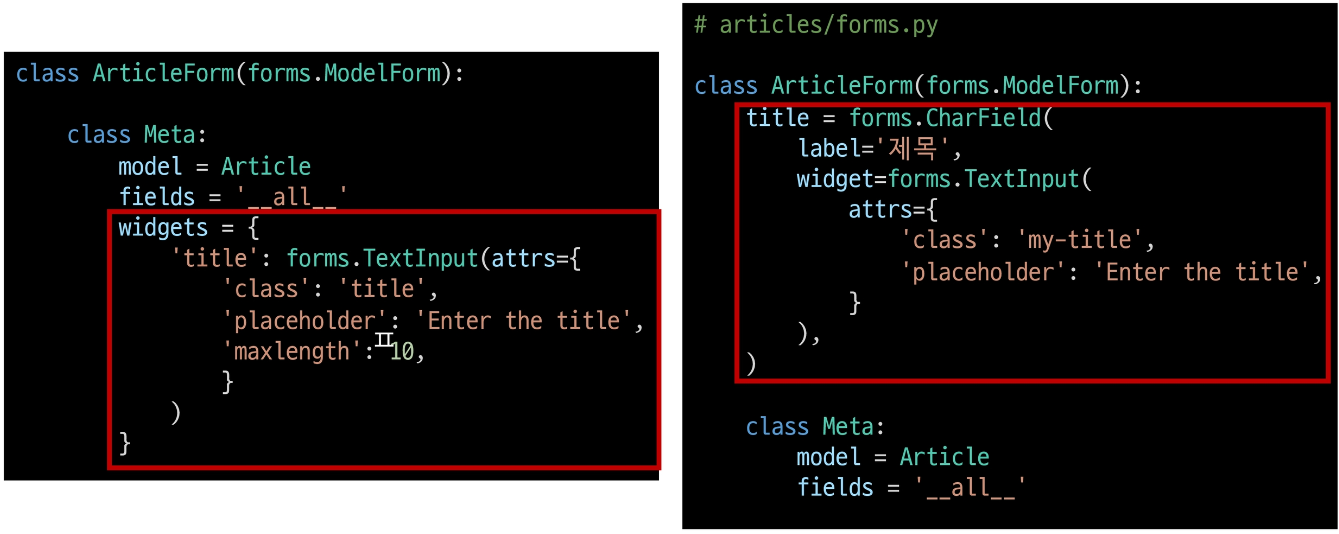 class ArticleForm(forms.ModelForm):
    class Meta:
        model = Article
        fields = '__all__'
        widgets = {
            'title': forms.TextInput(attrs={
                'class': 'title',
                'placeholder': 'Enter the title',
                'maxlength': 10,
                }
            )
        }
# articles/forms.py
class ArticleForm(forms.ModelForm):
    title = forms.CharField(
        label='제목',
        widget=forms.TextInput(
            attrs={
                'class': 'my-title',
                'placeholder': 'Enter the title',
            }
        ),
    )
    class Meta:
        model = Article
        fields = '__all__'